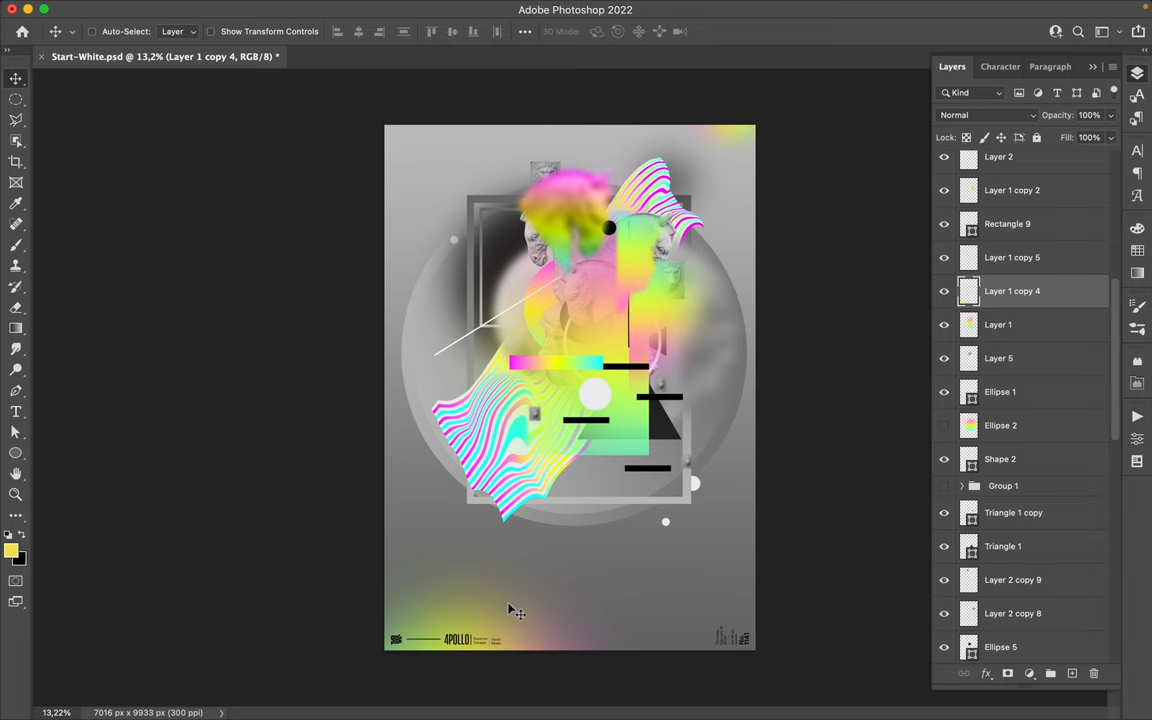 Adobe Photoshop 2022
Auto-Select:
Layer
Show Transform Controls
3D Mode:
Start-White.psd @ 13,2% (Layer 1 copy 4, RGB/8) *
Layers
Character
Paragraph
Kind
Normal
Opacity: 100%
Lock:
Fill: 100%
Layer 2
Layer 1 copy 2
Rectangle 9
Layer 1 copy 5
Layer 1 copy 4
Layer 1
Layer 5
Ellipse 1
Ellipse 2
Shape 2
Group 1
Triangle 1 copy
Triangle 1
Layer 2 copy 9
Layer 2 copy 8
Ellipse 5
4POLLO
13,22%
7016 px x 9933 px (300 ppi)